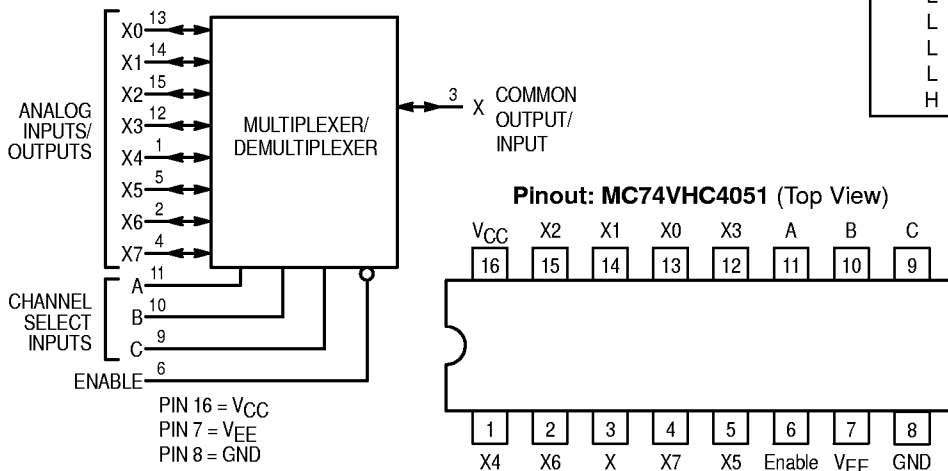 X0 13
X1 14
X2 15
X3 12
X4 1
X5 5
X6 2
X7 4
ANALOG
INPUTS/
OUTPUTS
MULTIPLEXER/
DEMULTIPLEXER
3 X COMMON
OUTPUT/
INPUT
CHANNEL
SELECT
INPUTS
A 11
B 10
C 9
ENABLE 6
PIN 16 = VCC
PIN 7 = VEE
PIN 8 = GND
L
L
L
H
Pinout: MC74VHC4051 (Top View)
VCC X2 X1 X0 X3 A B C
16 15 14 13 12 11 10 9
1 2 3 4 5 6 7 8
X4 X6 X X7 X5 Enable VEE GND